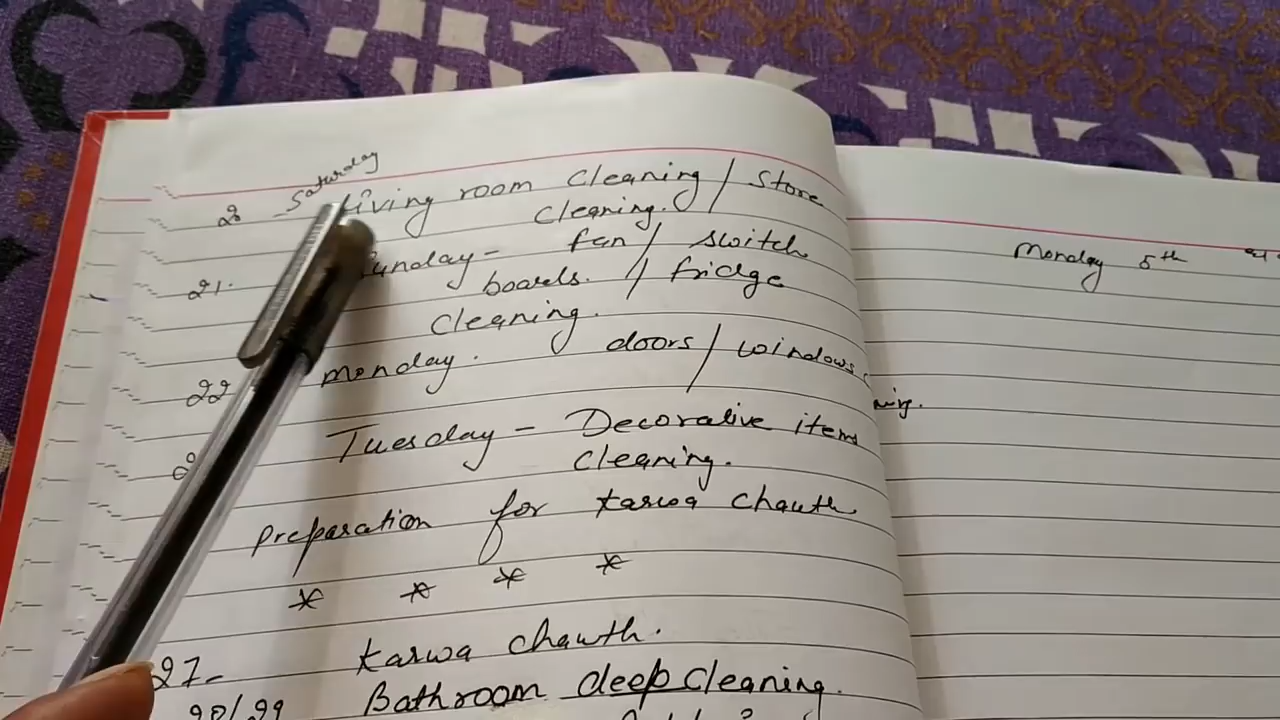 Saturday
20 Living room cleaning / Store
cleaning.
21. Sunday - fan / switch
boards. // fridge
cleaning.
22 monday. doors / windows
Tuesday - Decorative items
cleaning.
preparation for karwa chauth
* * * *
27- karwa chauth.
Bathroom deep cleaning.
Monday 5th